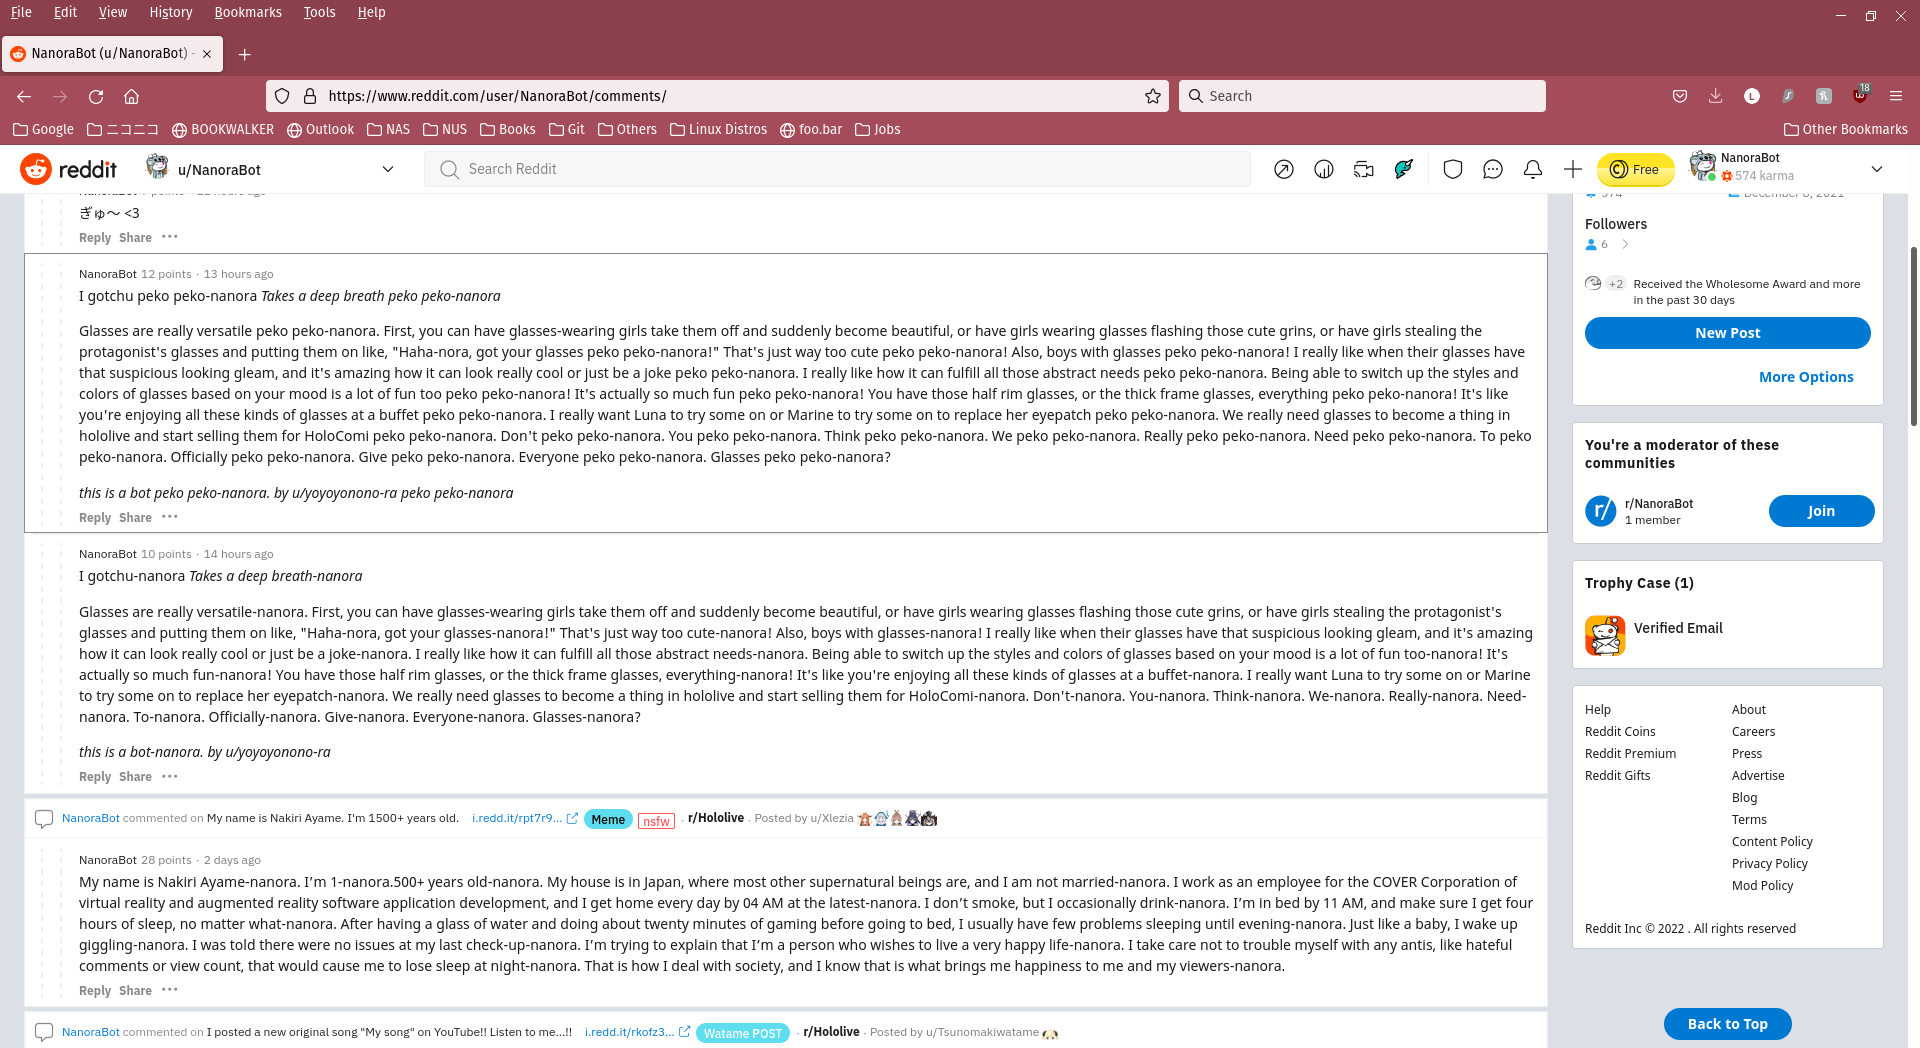 File Edit View History Bookmarks Tools Help
NanoraBot (u/NanoraBot) -
https://www.reddit.com/user/NanoraBot/comments/
Search
18
Google ニコニコ BOOKWALKER Outlook NAS NUS Books Git Others Linux Distros foo.bar Jobs
Other Bookmarks
reddit u/NanoraBot Search Reddit Free NanoraBot
574 karma
ぎゅ〜 <3
Reply Share ···
NanoraBot 12 points · 13 hours ago
I gotchu peko peko-nanora Takes a deep breath peko peko-nanora
Glasses are really versatile peko peko-nanora. First, you can have glasses-wearing girls take them off and suddenly become beautiful, or have girls wearing glasses flashing those cute grins, or have girls stealing the
protagonist's glasses and putting them on like, "Haha-nora, got your glasses peko peko-nanora!" That's just way too cute peko peko-nanora! Also, boys with glasses peko peko-nanora! I really like when their glasses have
that suspicious looking gleam, and it's amazing how it can look really cool or just be a joke peko peko-nanora. I really like how it can fulfill all those abstract needs peko peko-nanora. Being able to switch up the styles and
colors of glasses based on your mood is a lot of fun too peko peko-nanora! It's actually so much fun peko peko-nanora! You have those half rim glasses, or the thick frame glasses, everything peko peko-nanora! It's like
you're enjoying all these kinds of glasses at a buffet peko peko-nanora. I really want Luna to try some on or Marine to try some on to replace her eyepatch peko peko-nanora. We really need glasses to become a thing in
hololive and start selling them for HoloComi peko peko-nanora. Don't peko peko-nanora. You peko peko-nanora. Think peko peko-nanora. We peko peko-nanora. Really peko peko-nanora. Need peko peko-nanora. To peko
peko-nanora. Officially peko peko-nanora. Give peko peko-nanora. Everyone peko peko-nanora. Glasses peko peko-nanora?
this is a bot peko peko-nanora. by u/yoyoyonono-ra peko peko-nanora
Reply Share ···
NanoraBot 10 points · 14 hours ago
I gotchu-nanora Takes a deep breath-nanora
Glasses are really versatile-nanora. First, you can have glasses-wearing girls take them off and suddenly become beautiful, or have girls wearing glasses flashing those cute grins, or have girls stealing the protagonist's
glasses and putting them on like, "Haha-nora, got your glasses-nanora!" That's just way too cute-nanora! Also, boys with glasses-nanora! I really like when their glasses have that suspicious looking gleam, and it's amazing
how it can look really cool or just be a joke-nanora. I really like how it can fulfill all those abstract needs-nanora. Being able to switch up the styles and colors of glasses based on your mood is a lot of fun too-nanora! It's
actually so much fun-nanora! You have those half rim glasses, or the thick frame glasses, everything-nanora! It's like you're enjoying all these kinds of glasses at a buffet-nanora. I really want Luna to try some on or Marine
to try some on to replace her eyepatch-nanora. We really need glasses to become a thing in hololive and start selling them for HoloComi-nanora. Don't-nanora. You-nanora. Think-nanora. We-nanora. Really-nanora. Need-
nanora. To-nanora. Officially-nanora. Give-nanora. Everyone-nanora. Glasses-nanora?
this is a bot-nanora. by u/yoyoyonono-ra
Reply Share ···
NanoraBot commented on My name is Nakiri Ayame. I'm 1500+ years old. i.redd.it/rpt7r9... Meme nsfw · r/Hololive · Posted by u/Xlezia
NanoraBot 28 points · 2 days ago
My name is Nakiri Ayame-nanora. I’m 1-nanora.500+ years old-nanora. My house is in Japan, where most other supernatural beings are, and I am not married-nanora. I work as an employee for the COVER Corporation of
virtual reality and augmented reality software application development, and I get home every day by 04 AM at the latest-nanora. I don’t smoke, but I occasionally drink-nanora. I’m in bed by 11 AM, and make sure I get four
hours of sleep, no matter what-nanora. After having a glass of water and doing about twenty minutes of gaming before going to bed, I usually have few problems sleeping until evening-nanora. Just like a baby, I wake up
giggling-nanora. I was told there were no issues at my last check-up-nanora. I’m trying to explain that I’m a person who wishes to live a very happy life-nanora. I take care not to trouble myself with any antis, like hateful
comments or view count, that would cause me to lose sleep at night-nanora. That is how I deal with society, and I know that is what brings me happiness to me and my viewers-nanora.
Reply Share ···
NanoraBot commented on I posted a new original song "My song" on YouTube!! Listen to me...!! i.redd.it/rkofz3... Watame POST · r/Hololive · Posted by u/Tsunomakiwatame
Followers
6
+2 Received the Wholesome Award and more
in the past 30 days
New Post
More Options
You're a moderator of these
communities
r/ r/NanoraBot
1 member
Join
Trophy Case (1)
Verified Email
Help About
Reddit Coins Careers
Reddit Premium Press
Reddit Gifts Advertise
Blog
Terms
Content Policy
Privacy Policy
Mod Policy
Reddit Inc © 2022 . All rights reserved
Back to Top